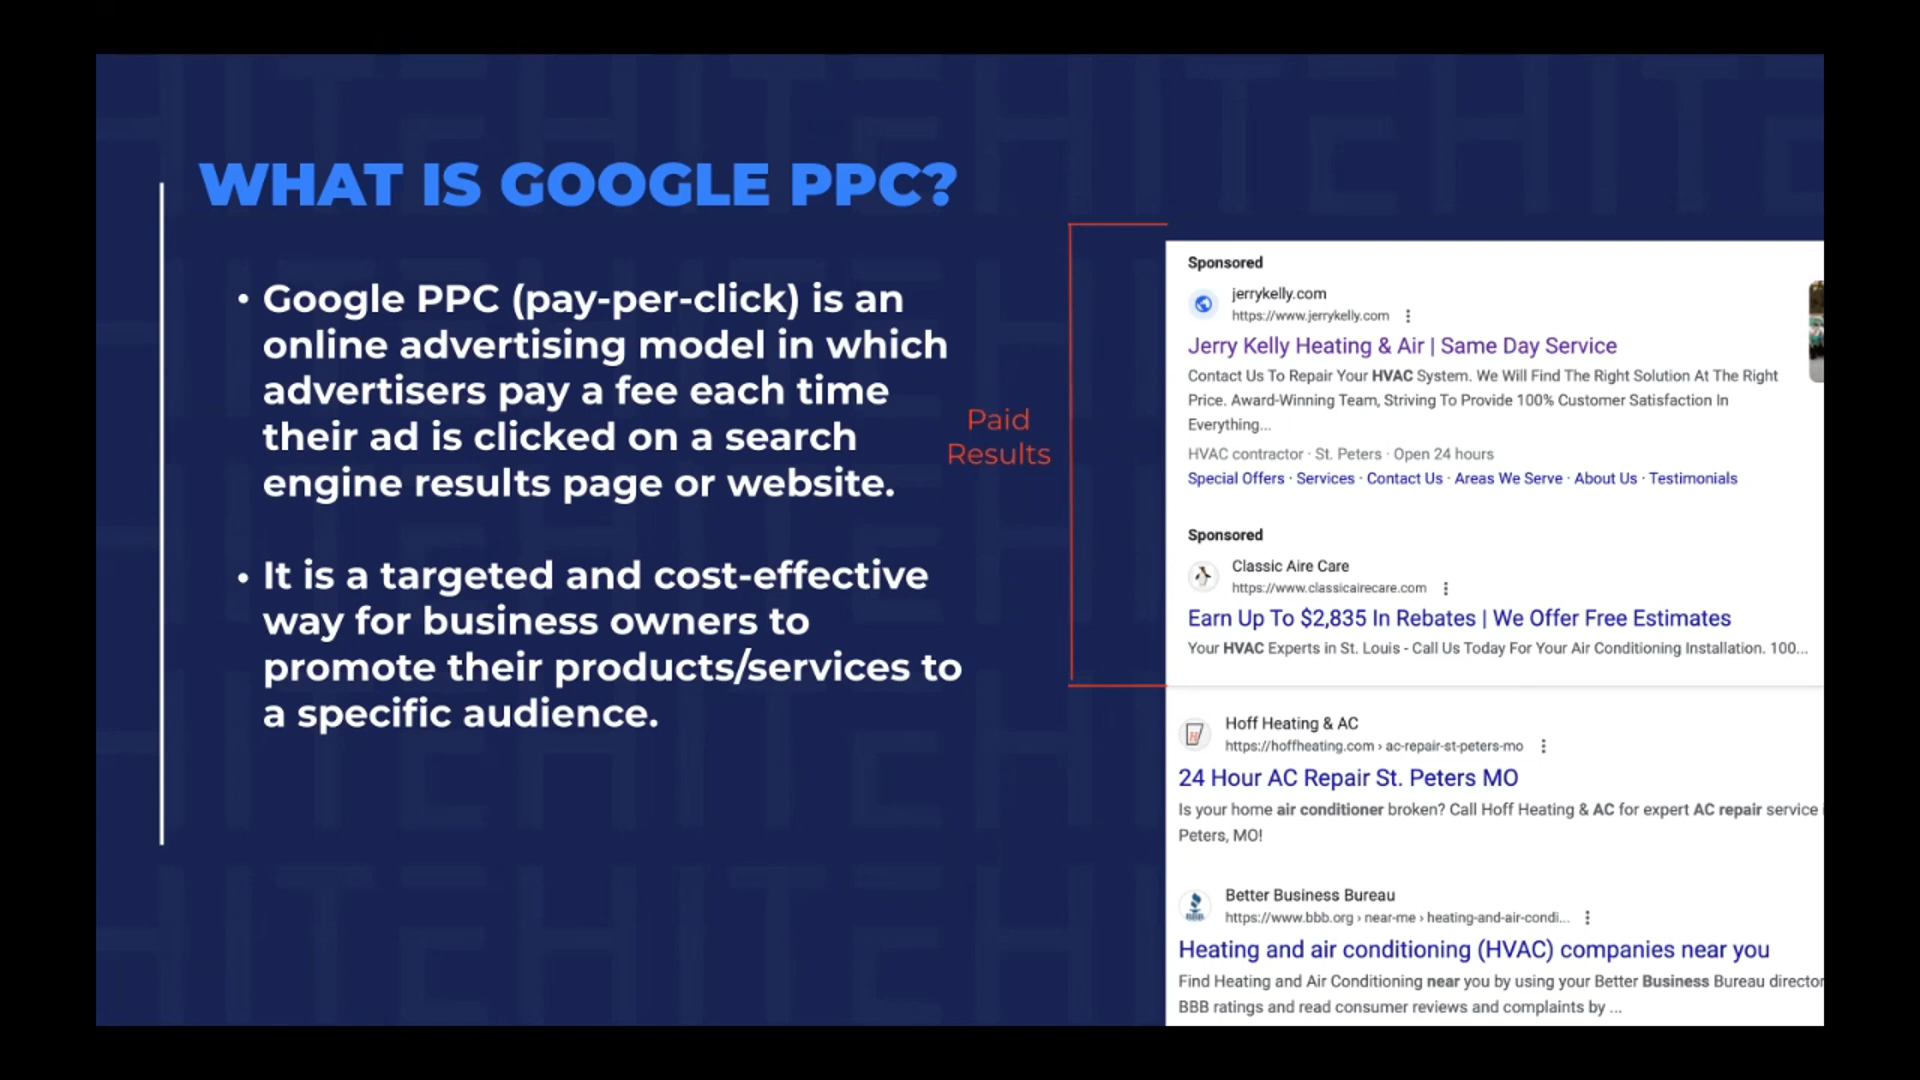 WHAT IS GOOGLE PPC?
• Google PPC (pay-per-click) is an
online advertising model in which
advertisers pay a fee each time
their ad is clicked on a search
engine results page or website.
• It is a targeted and cost-effective
way for business owners to
promote their products/services to
a specific audience.
Paid
Results
Sponsored
jerrykelly.com
https://www.jerrykelly.com
Jerry Kelly Heating & Air | Same Day Service
Contact Us To Repair Your HVAC System. We Will Find The Right Solution At The Right
Price. Award-Winning Team, Striving To Provide 100% Customer Satisfaction In
Everything...
HVAC contractor · St. Peters · Open 24 hours
Special Offers · Services · Contact Us · Areas We Serve · About Us · Testimonials
Sponsored
Classic Aire Care
https://www.classicairecare.com
Earn Up To $2,835 In Rebates | We Offer Free Estimates
Your HVAC Experts in St. Louis - Call Us Today For Your Air Conditioning Installation. 100...
Hoff Heating & AC
https://hoffheating.com › ac-repair-st-peters-mo
24 Hour AC Repair St. Peters MO
Is your home air conditioner broken? Call Hoff Heating & AC for expert AC repair service
Peters, MO!
BBB
Better Business Bureau
https://www.bbb.org › near-me › heating-and-air-condi...
Heating and air conditioning (HVAC) companies near you
Find Heating and Air Conditioning near you by using your Better Business Bureau director
BBB ratings and read consumer reviews and complaints by ...